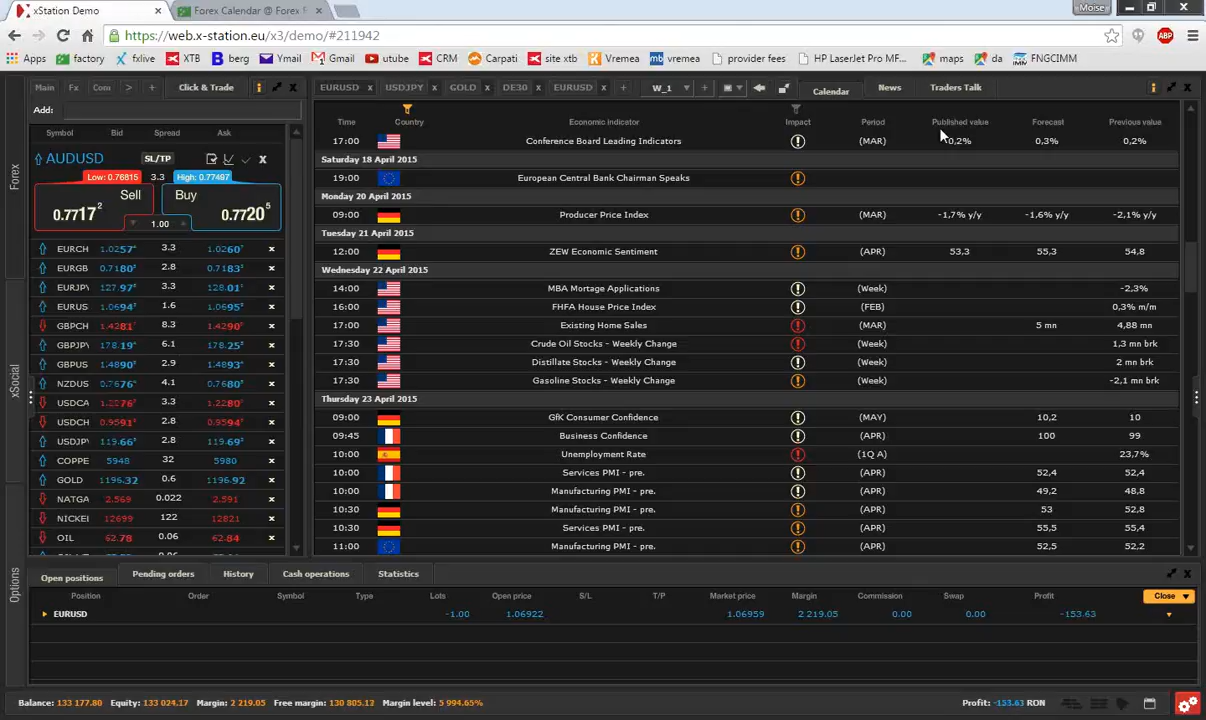 xStation Demo Forex Calendar @ Forex F Moise
https://web.x-station.eu/x3/demo/#211942
Apps factory fxlive XTB berg Ymail Gmail utube CRM Carpati site xtb Vremea vremea provider fees HP LaserJet Pro MF... maps da FNGCIMM
Main Fx Com > + Click & Trade EURUSD x USDJPY x GOLD x DE30 x EURUSD x + W_1 + Calendar News Traders Talk
Add:
Symbol Bid Spread Ask
Time Country Economic indicator Impact Period Published value Forecast Previous value
17:00 Conference Board Leading Indicators (MAR) 0,2% 0,3% 0,2%
AUDUSD SL/TP
Saturday 18 April 2015
Low: 0.76815 3.3 High: 0.77497
19:00 European Central Bank Chairman Speaks
Sell Buy
Monday 20 April 2015
0.7717² 0.7720⁵
09:00 Producer Price Index (MAR) -1,7% y/y -1,6% y/y -2,1% y/y
1.00
Tuesday 21 April 2015
EURCH 1.0257² 3.3 1.0260⁵ x
12:00 ZEW Economic Sentiment (APR) 53,3 55,3 54,8
EURGB 0.7180² 2.8 0.7183⁰ x
Wednesday 22 April 2015
EURJPY 127.97⁸ 3.3 128.01¹ x
14:00 MBA Mortage Applications (Week) -2,3%
EURUS 1.0694 1.6 1.0695 x
16:00 FHFA House Price Index (FEB) 0,3% m/m
GBPCH 1.4281 8.3 1.4290 x
17:00 Existing Home Sales (MAR) 5 mn 4,88 mn
GBPJP 178.19 6.1 178.25 x
17:30 Crude Oil Stocks - Weekly Change (Week) 1,3 mn brk
GBPUS 1.4890 2.9 1.4893 x
17:30 Distillate Stocks - Weekly Change (Week) 2 mn brk
NZDUS 0.7676 4.1 0.7680 x
17:30 Gasoline Stocks - Weekly Change (Week) -2,1 mn brk
USDCA 1.2276 3.3 1.2280 x
Thursday 23 April 2015
USDCH 0.9591 2.8 0.9594 x
09:00 GfK Consumer Confidence (MAY) 10,2 10
USDJP 119.66 2.8 119.69 x
09:45 Business Confidence (APR) 100 99
COPPE 5948 32 5980 x
10:00 Unemployment Rate (1Q A) 23,7%
GOLD 1196.32 0.6 1196.92 x
10:00 Services PMI - pre. (APR) 52,4 52,4
NATGA 2.569 0.022 2.591 x
10:00 Manufacturing PMI - pre. (APR) 49,2 48,8
NICKEI 12699 122 12821 x
10:30 Manufacturing PMI - pre. (APR) 53 52,8
OIL 62.78 0.06 62.84 x
10:30 Services PMI - pre. (APR) 55,5 55,4
11:00 Manufacturing PMI - pre. (APR) 52,5 52,2
Forex
xSocial
Options
Open positions Pending orders History Cash operations Statistics
Position Order Symbol Type Lots Open price S/L T/P Market price Margin Commission Swap Profit Close
EURUSD -1.00 1.06922 1.06959 2 219.05 0.00 0.00 -153.63
Balance: 133 177.80 Equity: 133 024.17 Margin: 2 219.05 Free margin: 130 805.12 Margin level: 5 994.65% Profit: -153.63 RON